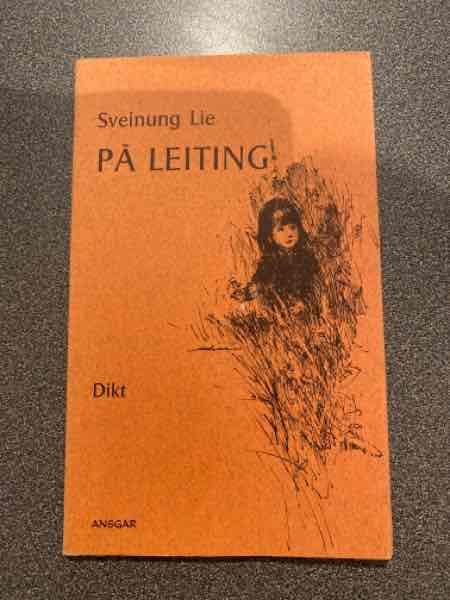 Sveinung Lie
PÅ LEITING
Dikt
ANSGAR